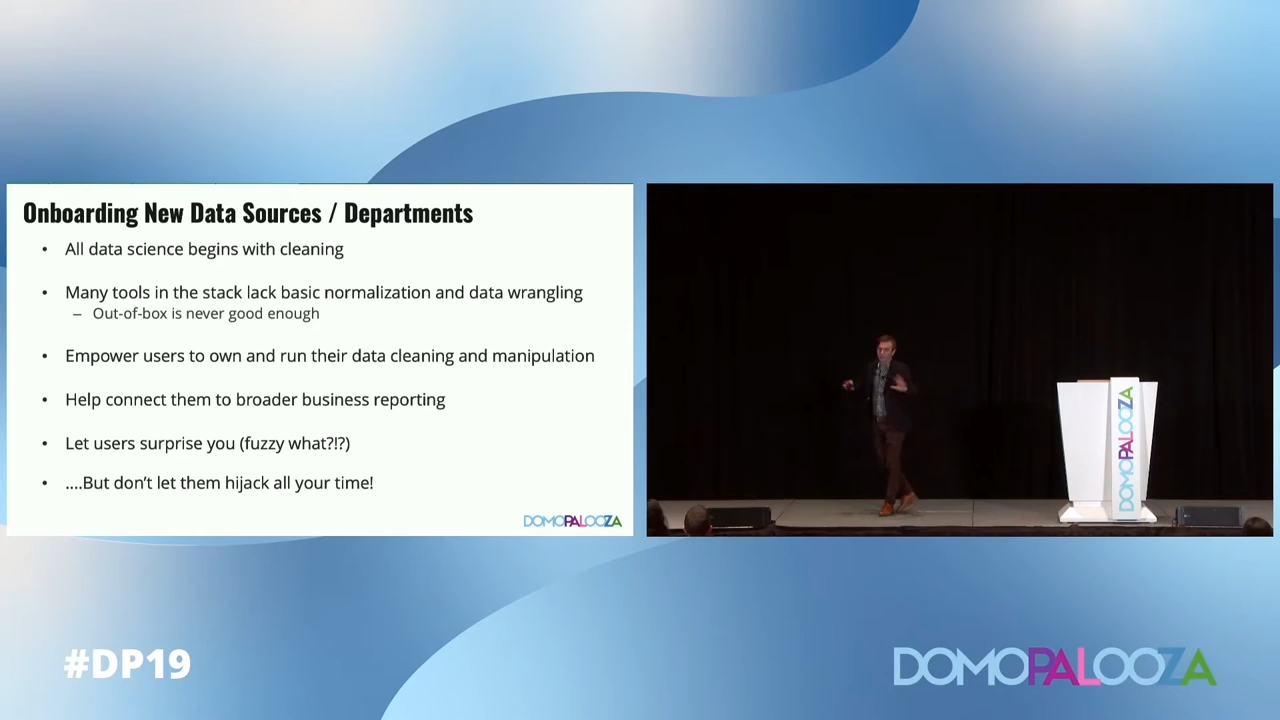 Onboarding New Data Sources / Departments
• All data science begins with cleaning
• Many tools in the stack lack basic normalization and data wrangling
– Out-of-box is never good enough
• Empower users to own and run their data cleaning and manipulation
• Help connect them to broader business reporting
• Let users surprise you (fuzzy what?!?)
• ....But don’t let them hijack all your time!
DOMOPALOOZA
DOMOPALOOZA
#DP19
DOMOPALOOZA